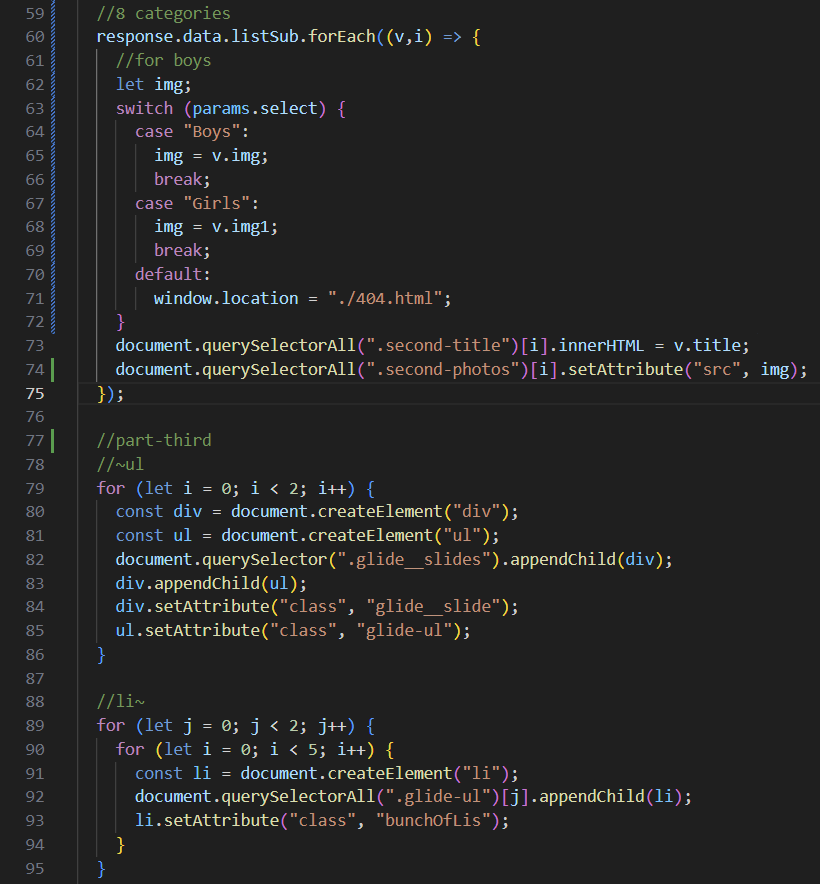 59 //8 categories
60 response.data.listSub.forEach((v,i) => {
61   //for boys
62   let img;
63   switch (params.select) {
64     case "Boys":
65       img = v.img;
66       break;
67     case "Girls":
68       img = v.img1;
69       break;
70     default:
71       window.location = "./404.html";
72   }
73   document.querySelectorAll(".second-title")[i].innerHTML = v.title;
74   document.querySelectorAll(".second-photos")[i].setAttribute("src", img);
75 });
76
77 //part-third
78 //~ul
79 for (let i = 0; i < 2; i++) {
80   const div = document.createElement("div");
81   const ul = document.createElement("ul");
82   document.querySelector(".glide__slides").appendChild(div);
83   div.appendChild(ul);
84   div.setAttribute("class", "glide__slide");
85   ul.setAttribute("class", "glide-ul");
86 }
87
88 //li~
89 for (let j = 0; j < 2; j++) {
90   for (let i = 0; i < 5; i++) {
91     const li = document.createElement("li");
92     document.querySelectorAll(".glide-ul")[j].appendChild(li);
93     li.setAttribute("class", "bunchOfLis");
94   }
95 }